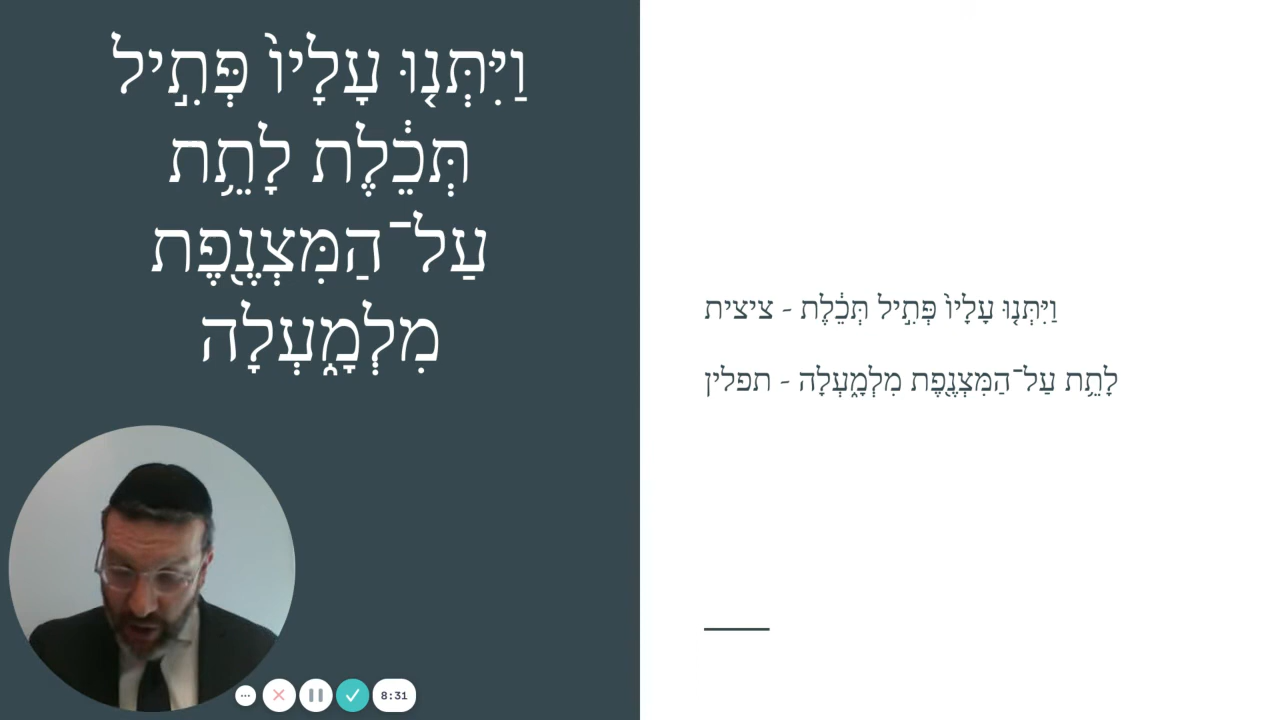 וַיִּתְּנ֤וּ עָלָיו֙ פְּתִ֣יל
תְּכֵ֔לֶת לָתֵ֥ת
עַל־הַמִּצְנֶ֖פֶת
מִלְמָ֑עְלָה
וַיִּתְּנ֤וּ עָלָיו֙ פְּתִ֣יל תְּכֵ֔לֶת - ציצית
לָתֵ֥ת עַל־הַמִּצְנֶ֖פֶת מִלְמָ֑עְלָה - תפלין
8:31